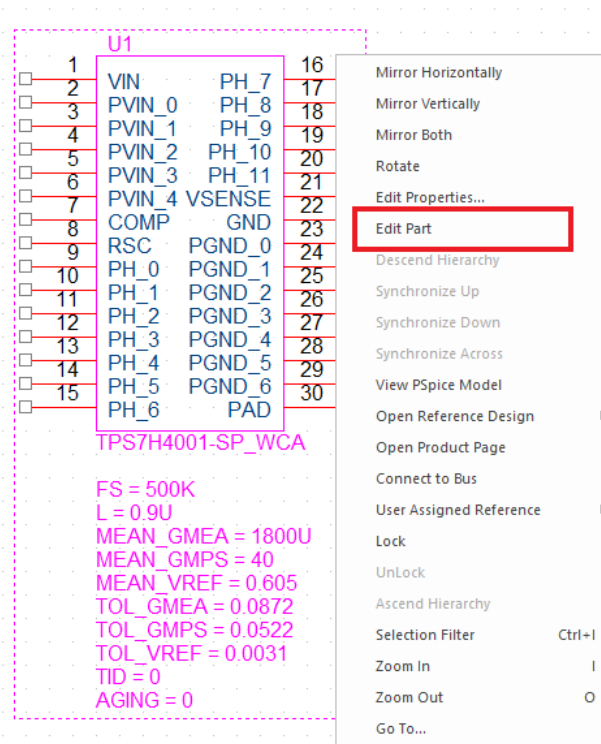 U1
1
2
3
4
5
6
7
8
9
10
11
12
13
14
15
VIN
PVIN_0
PVIN_1
PVIN_2
PVIN_3
PVIN_4
COMP
RSC
PH_0
PH_1
PH_2
PH_3
PH_4
PH_5
PH_6
PH_7
PH_8
PH_9
PH_10
PH_11
VSENSE
GND
PGND_0
PGND_1
PGND_2
PGND_3
PGND_4
PGND_5
PGND_6
PAD
16
17
18
19
20
21
22
23
24
25
26
27
28
29
30
TPS7H4001-SP_WCA
FS = 500K
L = 0.9U
MEAN_GMEA = 1800U
MEAN_GMPS = 40
MEAN_VREF = 0.605
TOL_GMEA = 0.0872
TOL_GMPS = 0.0522
TOL_VREF = 0.0031
TID = 0
AGING = 0
Mirror Horizontally
Mirror Vertically
Mirror Both
Rotate
Edit Properties...
Edit Part
Descend Hierarchy
Synchronize Up
Synchronize Down
Synchronize Across
View PSpice Model
Open Reference Design
Open Product Page
Connect to Bus
User Assigned Reference
Lock
UnLock
Ascend Hierarchy
Selection Filter Ctrl+I
Zoom In I
Zoom Out O
Go To...